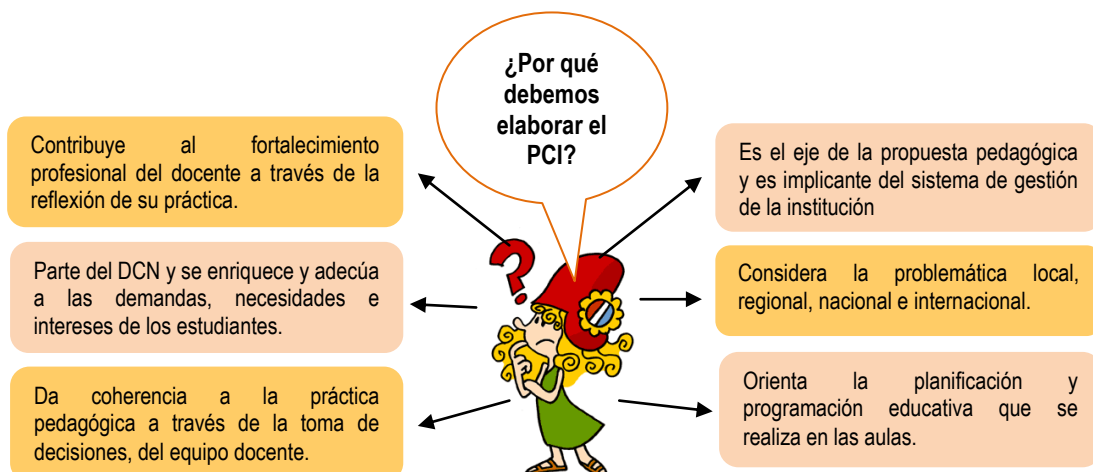 ¿Por qué
debemos
elaborar el
PCI?
Contribuye al fortalecimiento
profesional del docente a través de la
reflexión de su práctica.
Parte del DCN y se enriquece y adecúa
a las demandas, necesidades e
intereses de los estudiantes.
Da coherencia a la práctica
pedagógica a través de la toma de
decisiones, del equipo docente.
Es el eje de la propuesta pedagógica
y es implicante del sistema de gestión
de la institución
Considera la problemática local,
regional, nacional e internacional.
Orienta la planificación y
programación educativa que se
realiza en las aulas.